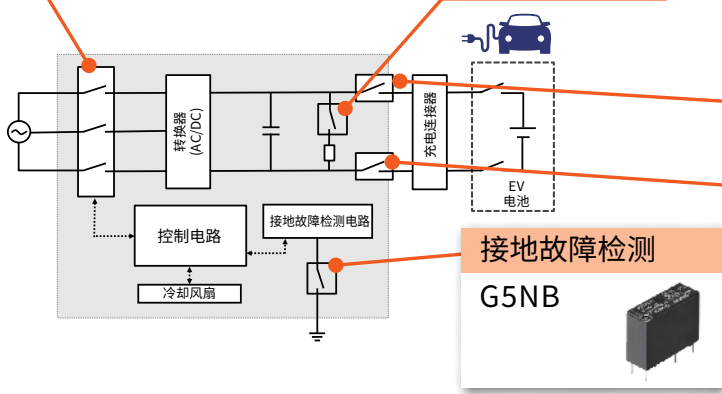 转换器
(AC/DC)
充电连接器
EV
电池
控制电路
接地故障检测电路
冷却风扇
接地故障检测
G5NB